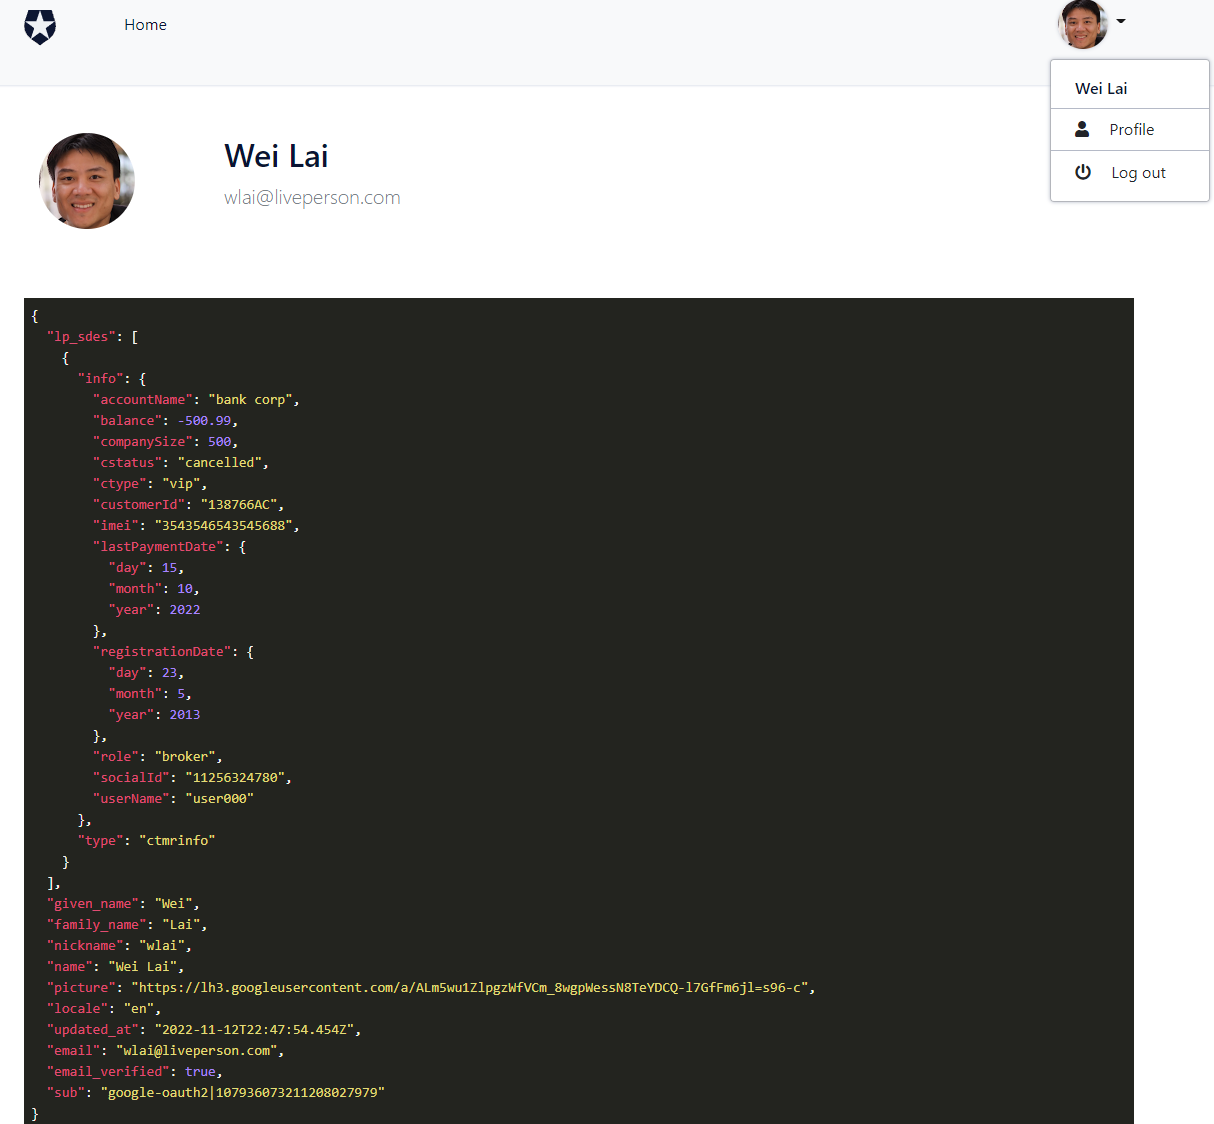 Home
Wei Lai
Profile
Log out
Wei Lai
wlai@liveperson.com
{
"lp_sdes": [
{
"info": {
"accountName": "bank corp",
"balance": -500.99,
"companySize": 500,
"cstatus": "cancelled",
"ctype": "vip",
"customerId": "138766AC",
"imei": "3543546543545688",
"lastPaymentDate": {
"day": 15,
"month": 10,
"year": 2022
},
"registrationDate": {
"day": 23,
"month": 5,
"year": 2013
},
"role": "broker",
"socialId": "11256324780",
"userName": "user000"
},
"type": "ctmrinfo"
}
],
"given_name": "Wei",
"family_name": "Lai",
"nickname": "wlai",
"name": "Wei Lai",
"picture": "https://lh3.googleusercontent.com/a/ALm5wu1ZlpgzWfVCm_8wgpWessN8TeYDCQ-l7GfFm6jl=s96-c",
"locale": "en",
"updated_at": "2022-11-12T22:47:54.454Z",
"email": "wlai@liveperson.com",
"email_verified": true,
"sub": "google-oauth2|107936073211208027979"
}